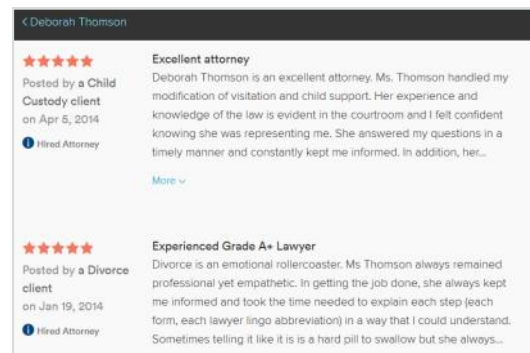 < Deborah Thomson
Excellent attorney
Posted by a Child
Custody client
on Apr 5, 2014
Hired Attorney
Deborah Thomson is an excellent attorney. Ms. Thomson handled my
modification of visitation and child support. Her experience and
knowledge of the law is evident in the courtroom and I felt confident
knowing she was representing me. She answered my questions in a
timely manner and constantly kept me informed. In addition, her...
More
Experienced Grade A+ Lawyer
Posted by a Divorce
client
on Jan 19, 2014
Hired Attorney
Divorce is an emotional rollercoaster. Ms Thomson always remained
professional yet empathetic. In getting the job done, she always kept
me informed and took the time needed to explain each step (each
form, each lawyer lingo abbreviation) in a way that I could understand.
Sometimes telling it like it is is a hard pill to swallow but she always...